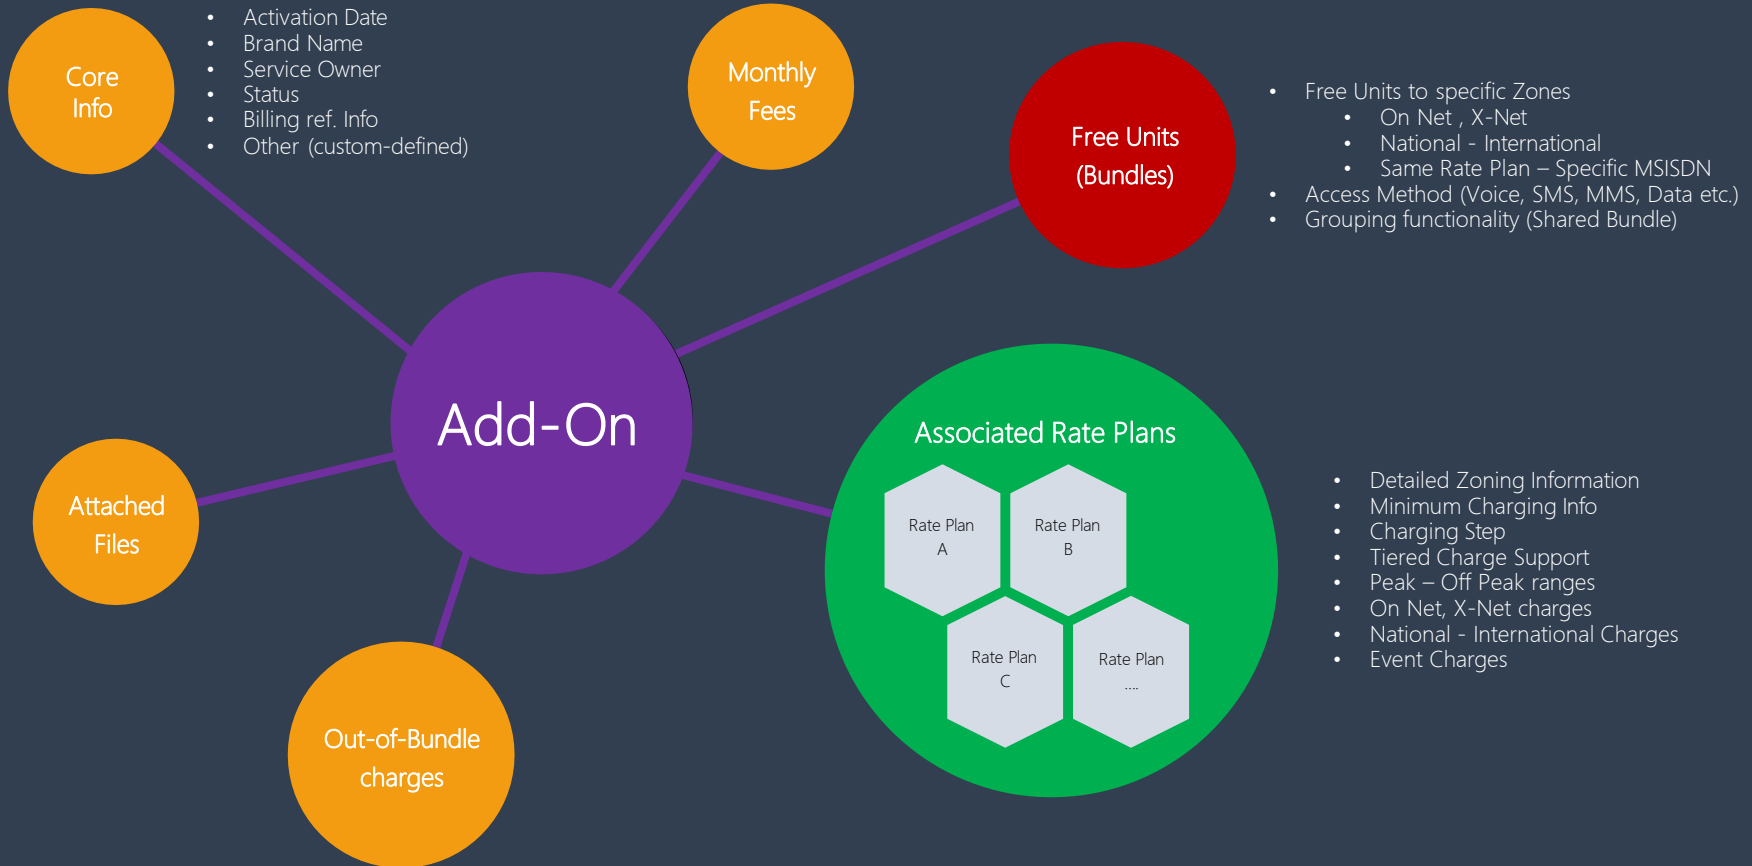 Core
Info
• Activation Date
• Brand Name
• Service Owner
• Status
• Billing ref. Info
• Other (custom-defined)
Monthly
Fees
Free Units
(Bundles)
• Free Units to specific Zones
• On Net , X-Net
• National - International
• Same Rate Plan – Specific MSISDN
• Access Method (Voice, SMS, MMS, Data etc.)
• Grouping functionality (Shared Bundle)
Add-On
Associated Rate Plans
Rate Plan
A
Rate Plan
B
Rate Plan
C
Rate Plan
....
• Detailed Zoning Information
• Minimum Charging Info
• Charging Step
• Tiered Charge Support
• Peak – Off Peak ranges
• On Net, X-Net charges
• National - International Charges
• Event Charges
Attached
Files
Out-of-Bundle
charges